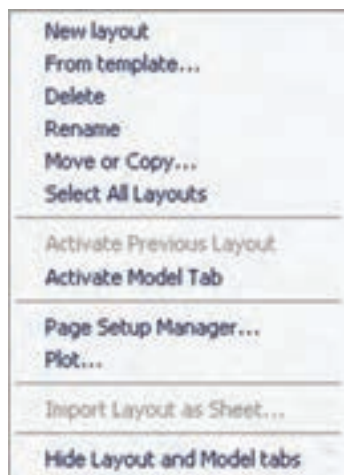 New layout
From template...
Delete
Rename
Move or Copy...
Select All Layouts
Activate Previous Layout
Activate Model Tab
Page Setup Manager...
Plot...
Import Layout as Sheet...
Hide Layout and Model tabs